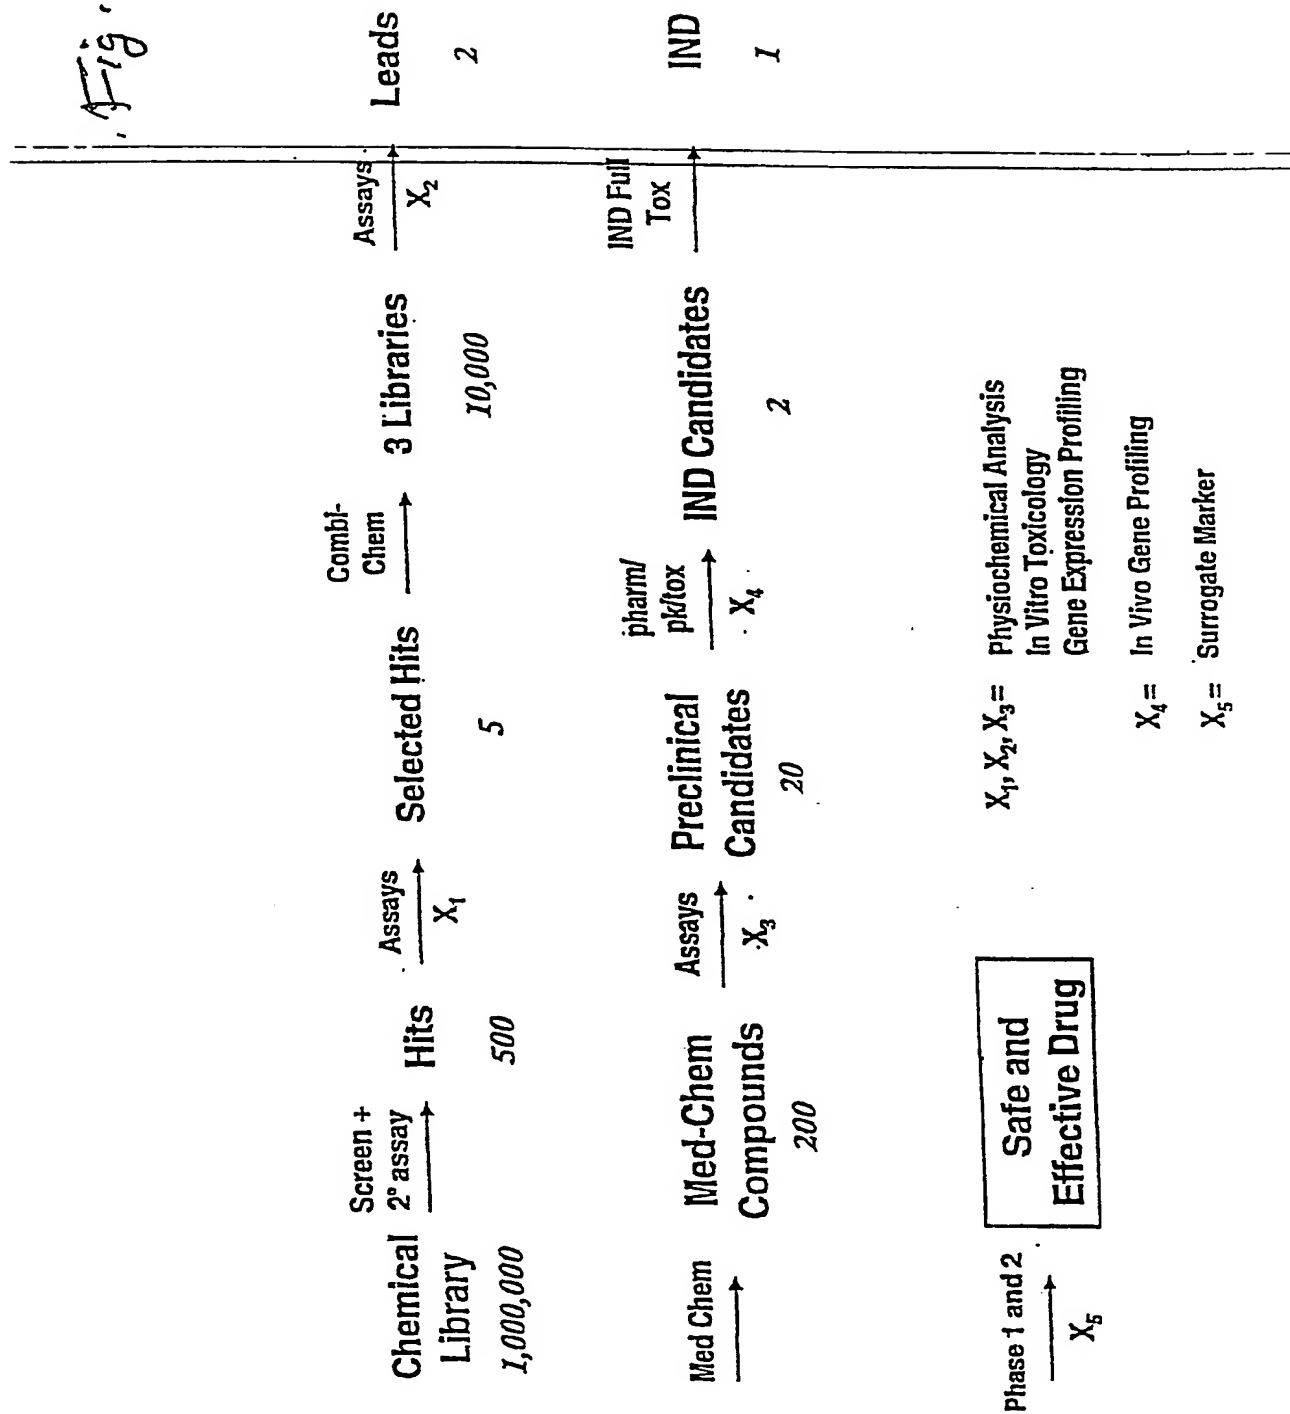 Fig.
Chemical
Library
1,000,000
Screen +
2° assay
Hits
500
Assays
X₁
Selected Hits
5
Combi-
Chem
3 Libraries
10,000
Assays
X₂
Leads
2
Med Chem
Med-Chem
Compounds
200
Assays
X₃
Preclinical
Candidates
20
pharm/
pk/tox
X₄
IND Candidates
2
IND Full
Tox
IND
1
Phase 1 and 2
X₅
Safe and
Effective Drug
X₁, X₂, X₃= Physiochemical Analysis
In Vitro Toxicology
Gene Expression Profiling
X₄= In Vivo Gene Profiling
X₅= Surrogate Marker